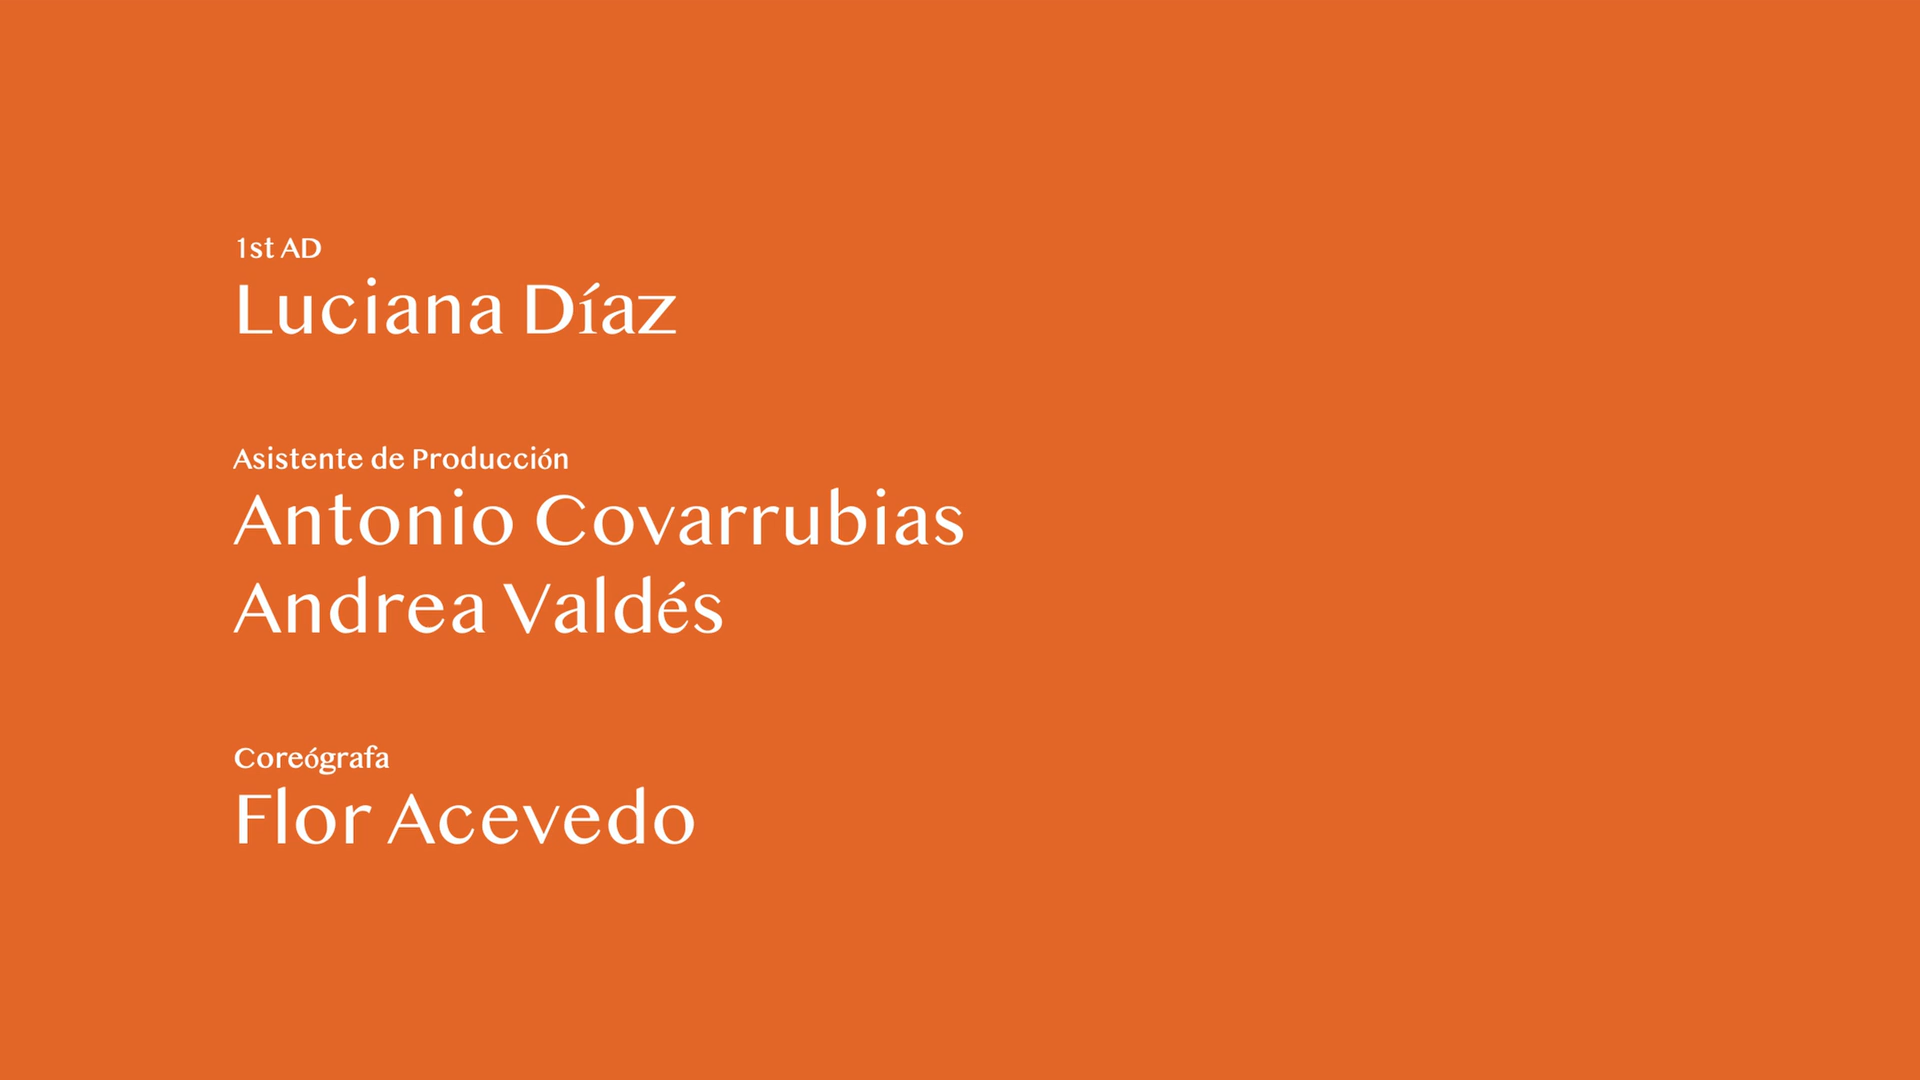 1st AD
Luciana Díaz
Asistente de Producción
Antonio Covarrubias
Andrea Valdés
Coreógrafa
Flor Acevedo